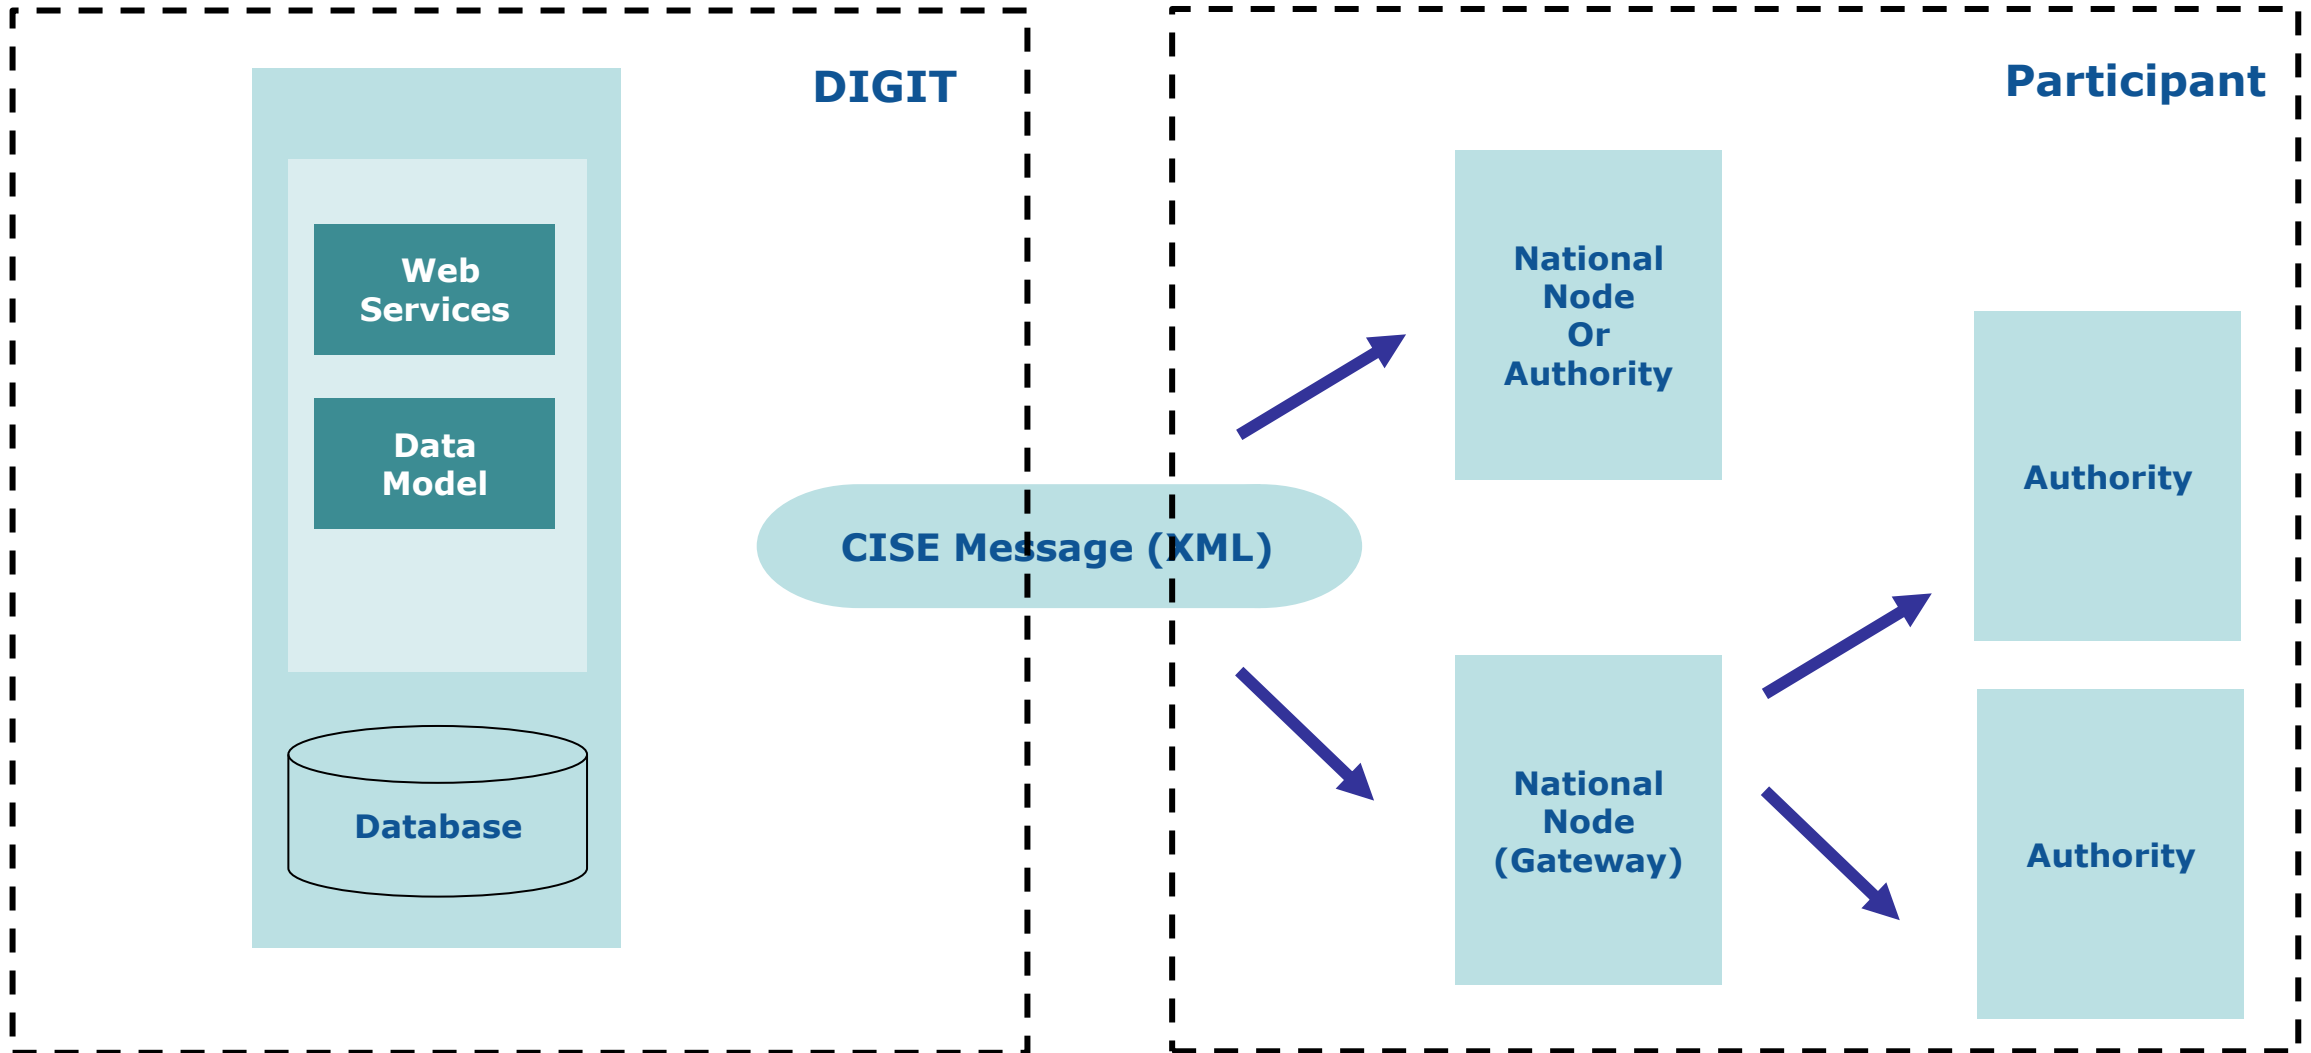 DIGIT
Web
Services
Data
Model
Database
CISE Message (XML)
Participant
National
Node
Or
Authority
National
Node
(Gateway)
Authority
Authority